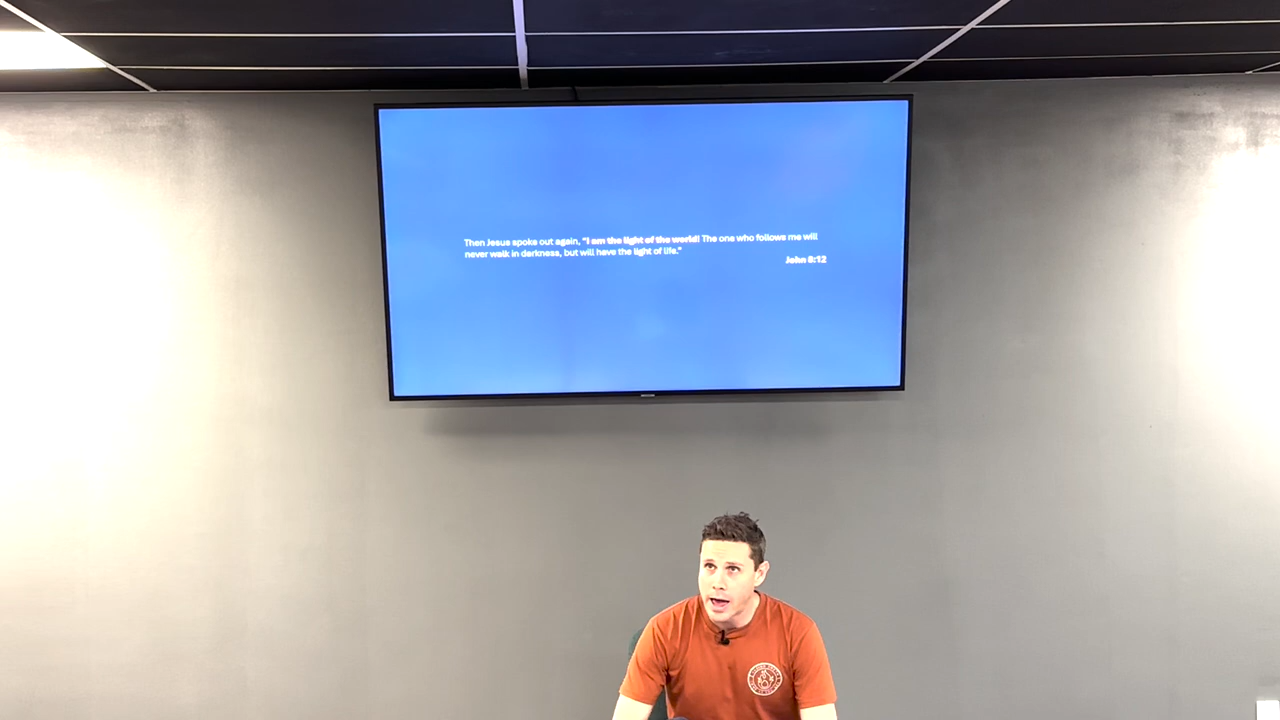 Then Jesus spoke out again, “I am the light of the world! The one who follows me will
never walk in darkness, but will have the light of life.”
John 8:12